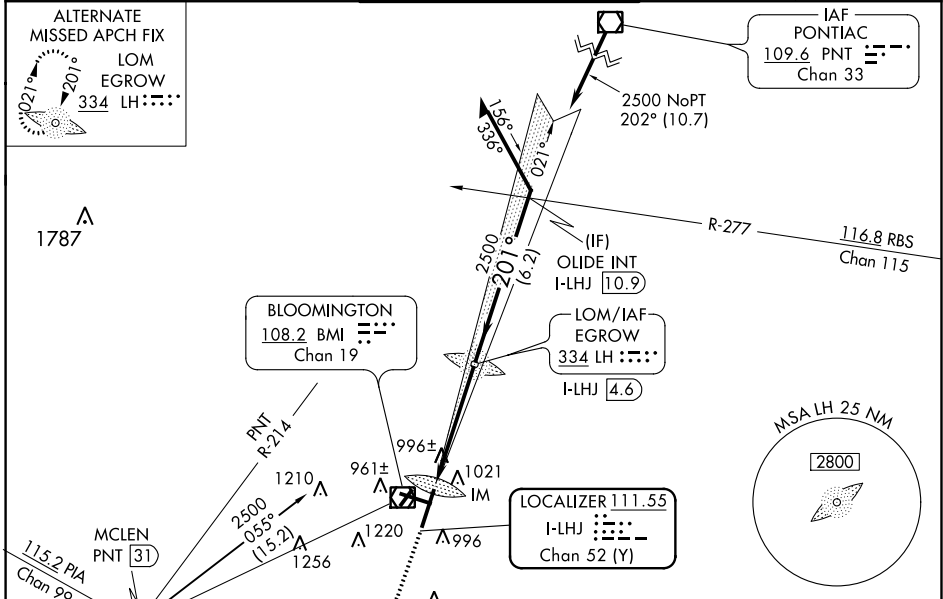 ALTERNATE
MISSED APCH FIX
LOM
EGROW
334 LH
021°
201°
IAF
PONTIAC
109.6 PNT
Chan 33
2500 NoPT
202° (10.7)
156°
336°
021°
1787
R-277
116.8 RBS
Chan 115
(IF)
OLIDE INT
I-LHJ 10.9
2500
201°
(6.2)
BLOOMINGTON
108.2 BMI
Chan 19
LOM/IAF
EGROW
334 LH
I-LHJ 4.6
MSA LH 25 NM
2800
PNT
R-214
996±
961±
1021
IM
1210
LOCALIZER 111.55
I-LHJ
Chan 52 (Y)
2500
055°
(15.2)
1220
996
1256
MCLEN
PNT 31
115.2 PIA
Chan 99